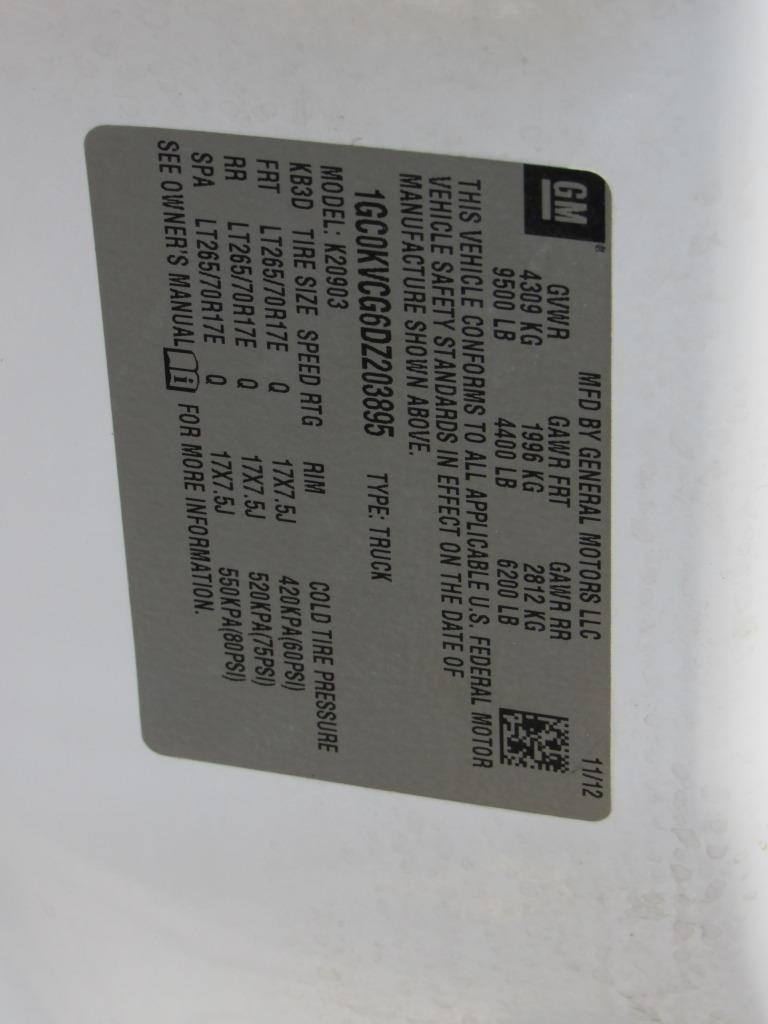 GM®
MFD BY GENERAL MOTORS LLC 11/12
GVWR GAWR FRT GAWR RR
4309 KG 1996 KG 2812 KG
9500 LB 4400 LB 6200 LB
THIS VEHICLE CONFORMS TO ALL APPLICABLE U.S. FEDERAL MOTOR
VEHICLE SAFETY STANDARDS IN EFFECT ON THE DATE OF
MANUFACTURE SHOWN ABOVE.
1GC0KVCG6DZ203895 TYPE: TRUCK
MODEL: K20903
KB3D TIRE SIZE SPEED RTG RIM COLD TIRE PRESSURE
FRT LT265/70R17E Q 17X7.5J 420KPA(60PSI)
RR LT265/70R17E Q 17X7.5J 520KPA(75PSI)
SPA LT265/70R17E Q 17X7.5J 550KPA(80PSI)
SEE OWNER'S MANUAL FOR MORE INFORMATION.